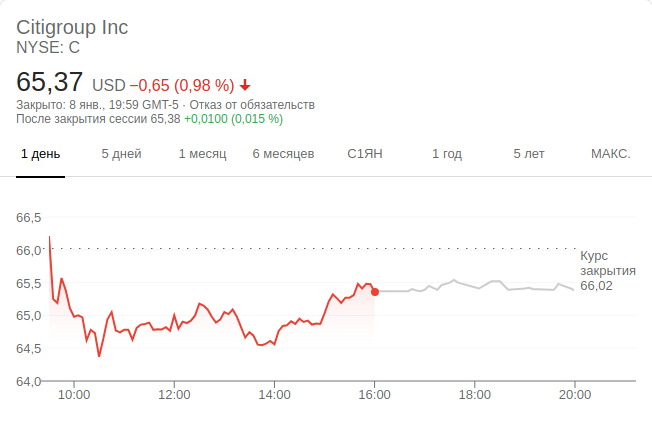 Citigroup Inc
NYSE: C
65,37 USD −0,65 (0,98 %)
Закрыто: 8 янв., 19:59 GMT-5 · Отказ от обязательств
После закрытия сессии 65,38 +0,0100 (0,015 %)
1 день 5 дней 1 месяц 6 месяцев С1ЯН 1 год 5 лет МАКС.
66,5
66,0
65,5
65,0
64,5
64,0
Курс
закрытия
66,02
10:00 12:00 14:00 16:00 18:00 20:00